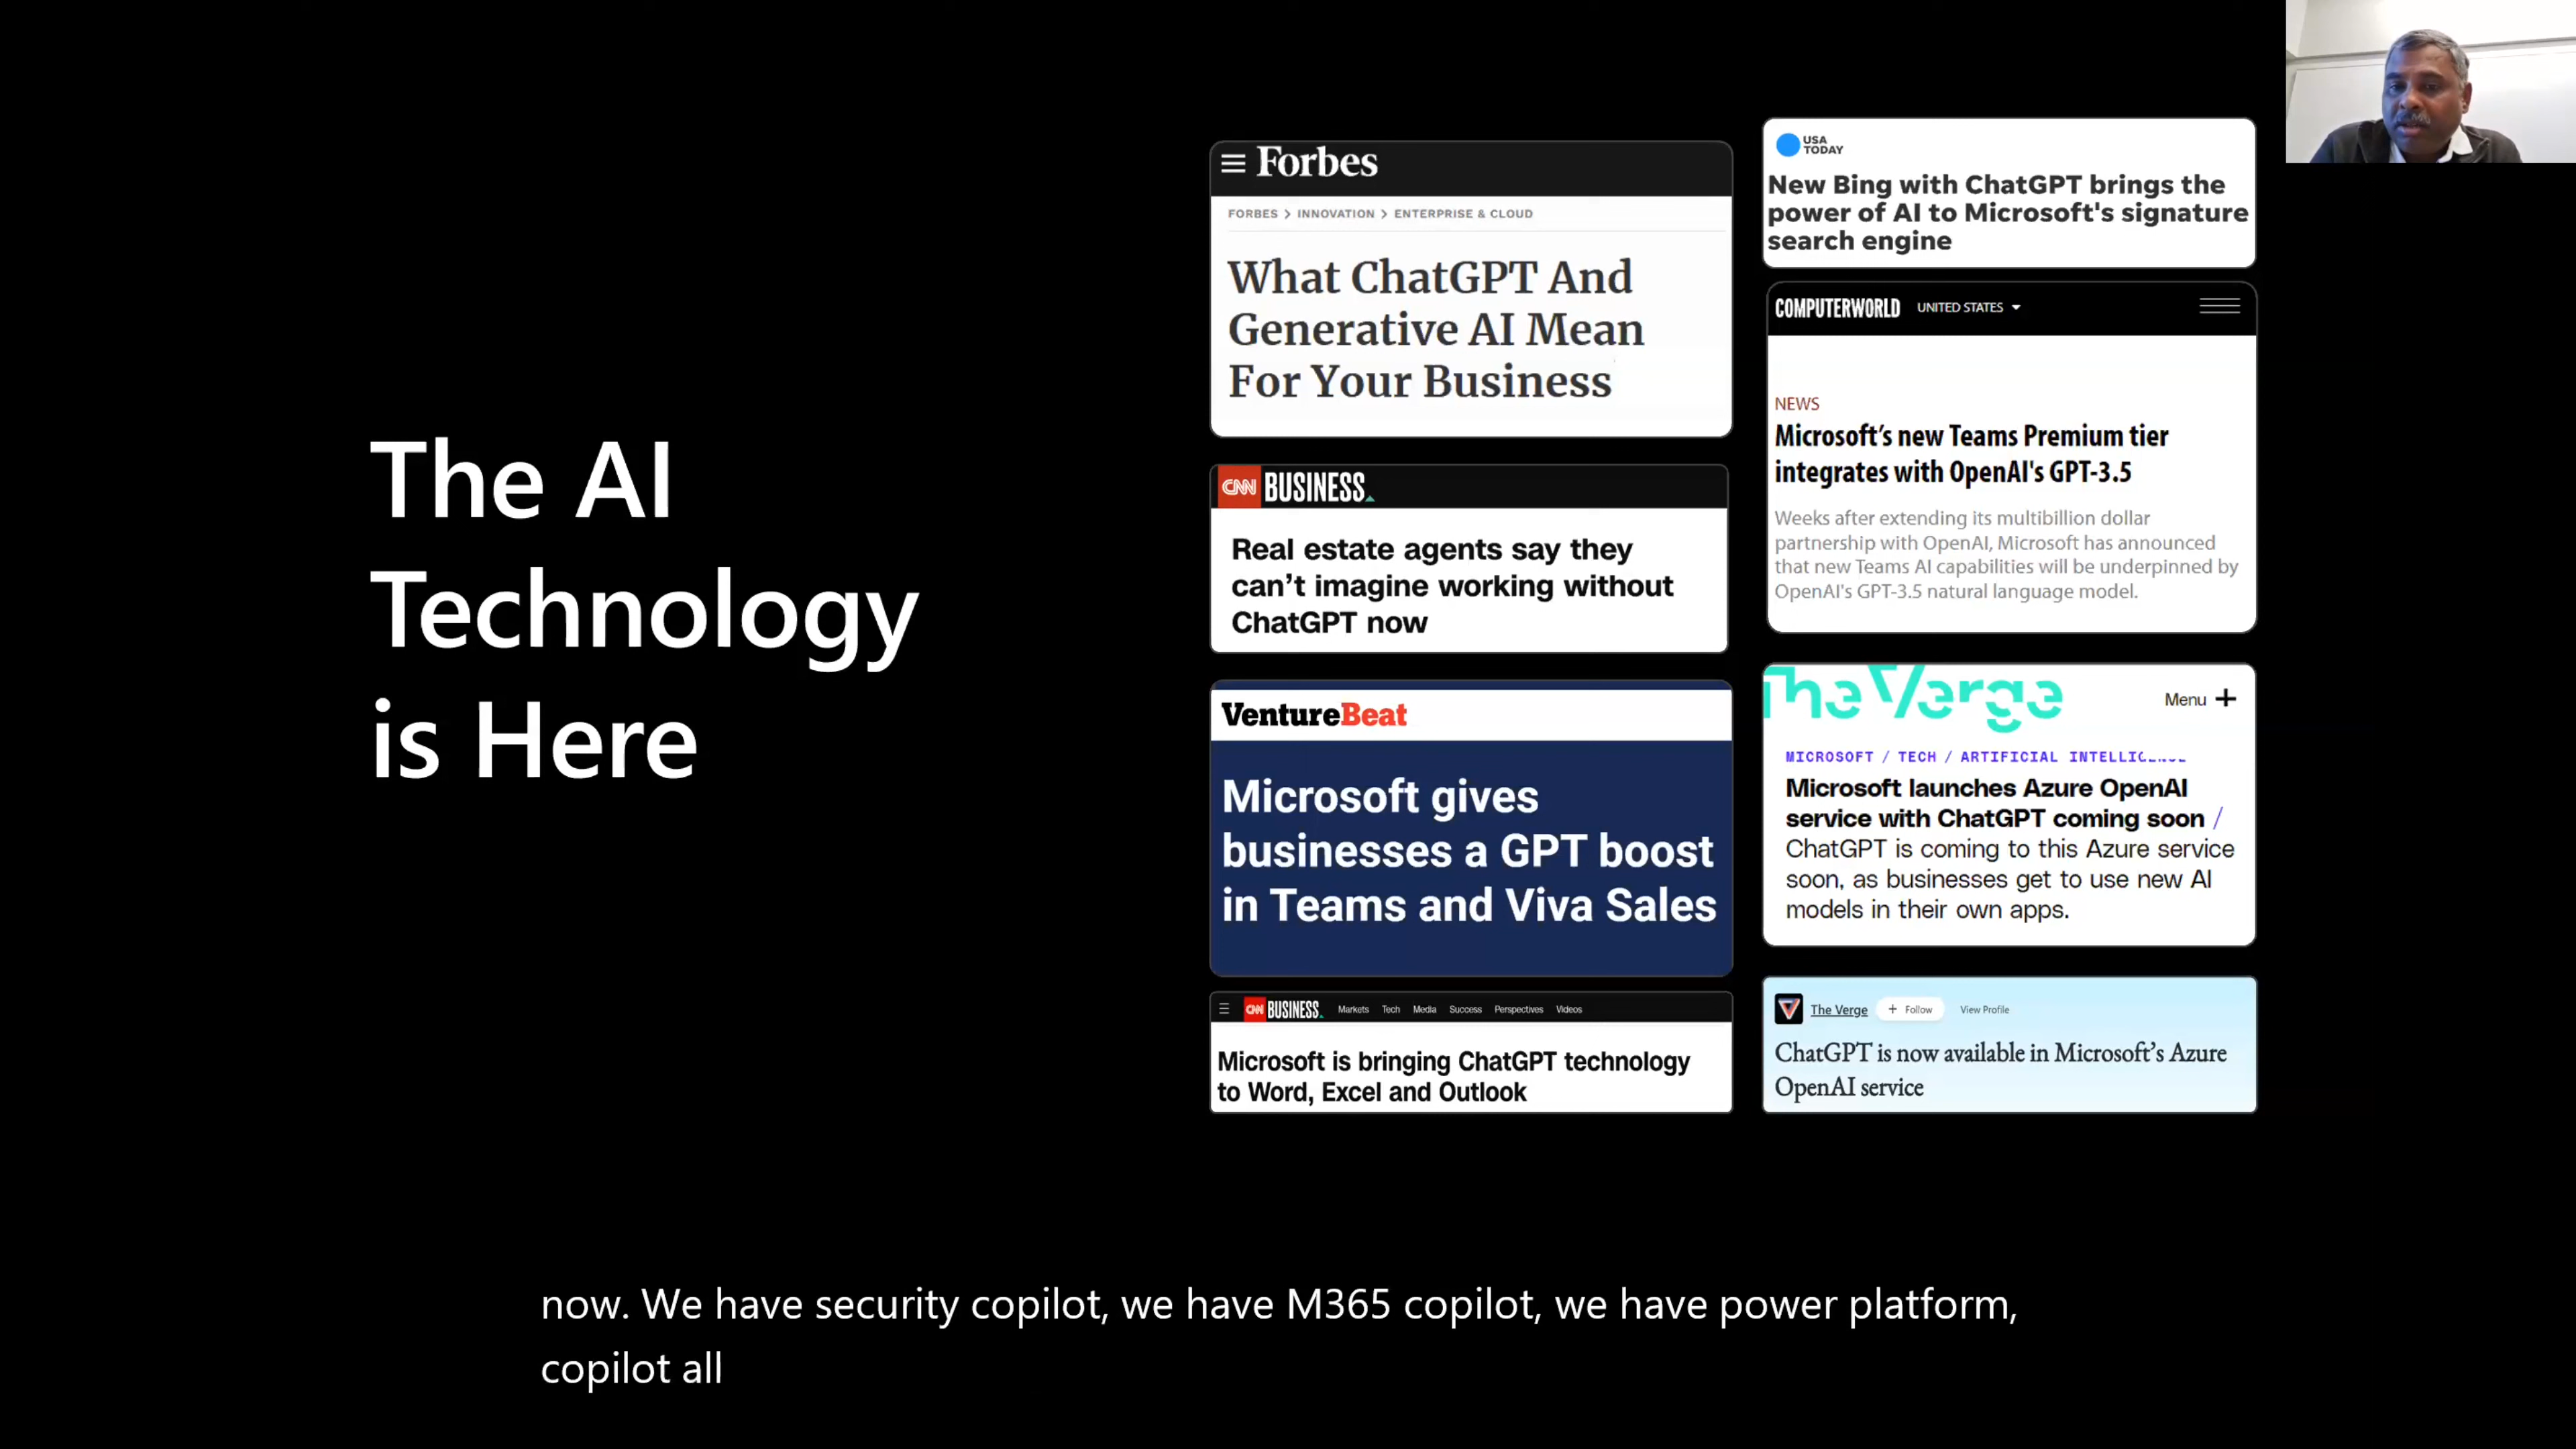 The AI
Technology
is Here
Forbes
FORBES > INNOVATION > ENTERPRISE & CLOUD
What ChatGPT And
Generative AI Mean
For Your Business
CNN BUSINESS
Real estate agents say they
can't imagine working without
ChatGPT now
VentureBeat
Microsoft gives
businesses a GPT boost
in Teams and Viva Sales
CNN BUSINESS Markets Tech Media Success Perspectives Videos
Microsoft is bringing ChatGPT technology
to Word, Excel and Outlook
USA
TODAY
New Bing with ChatGPT brings the
power of AI to Microsoft's signature
search engine
COMPUTERWORLD UNITED STATES
NEWS
Microsoft's new Teams Premium tier
integrates with OpenAI's GPT-3.5
Weeks after extending its multibillion dollar
partnership with OpenAI, Microsoft has announced
that new Teams AI capabilities will be underpinned by
OpenAI's GPT-3.5 natural language model.
The Verge Menu +
MICROSOFT / TECH / ARTIFICIAL INTELLIGENCE
Microsoft launches Azure OpenAI
service with ChatGPT coming soon /
ChatGPT is coming to this Azure service
soon, as businesses get to use new AI
models in their own apps.
The Verge + Follow View Profile
ChatGPT is now available in Microsoft's Azure
OpenAI service
now. We have security copilot, we have M365 copilot, we have power platform,
copilot all